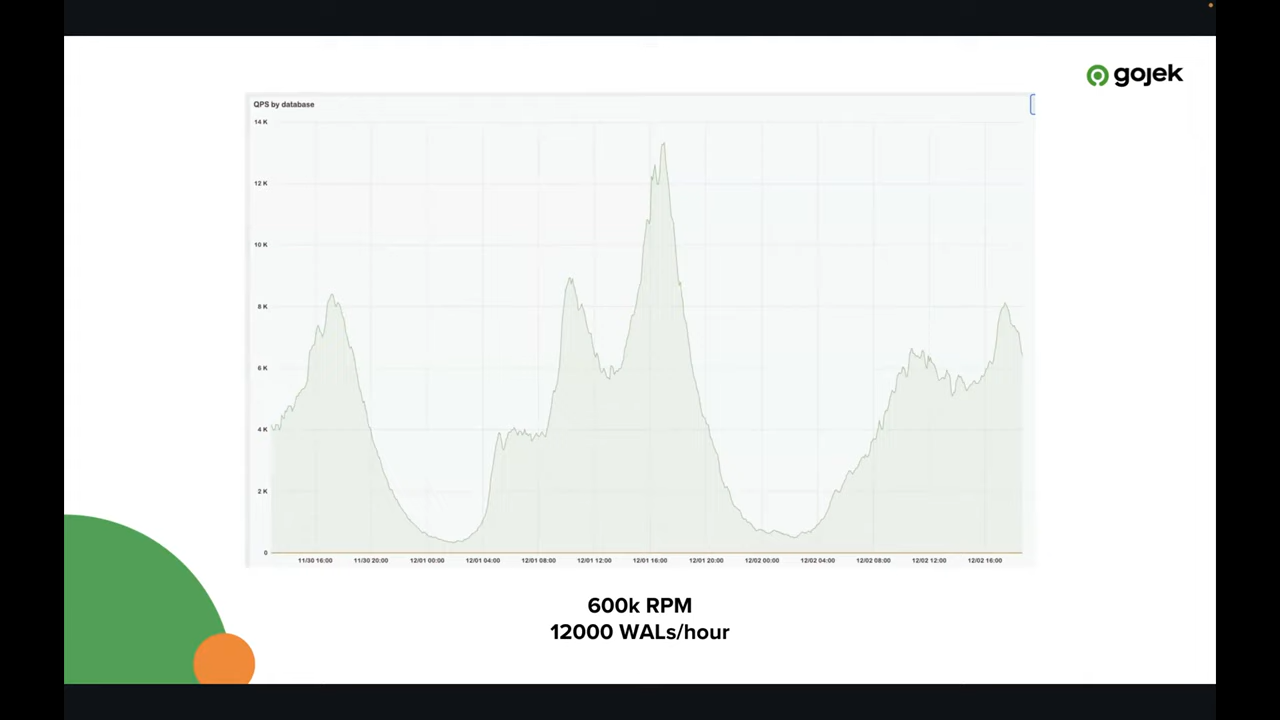 gojek
QPS by database
14 K
12 K
10 K
8 K
6 K
4 K
2 K
0
11/30 16:00 11/30 20:00 12/01 00:00 12/01 04:00 12/01 08:00 12/01 12:00 12/01 16:00 12/01 20:00 12/02 00:00 12/02 04:00 12/02 08:00 12/02 12:00 12/02 16:00
600k RPM
12000 WALs/hour